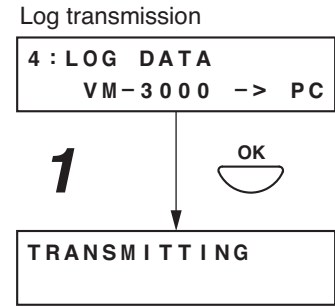 Log transmission
4:LOG DATA
VM-3000 -> PC
1
OK
TRANSMITTING